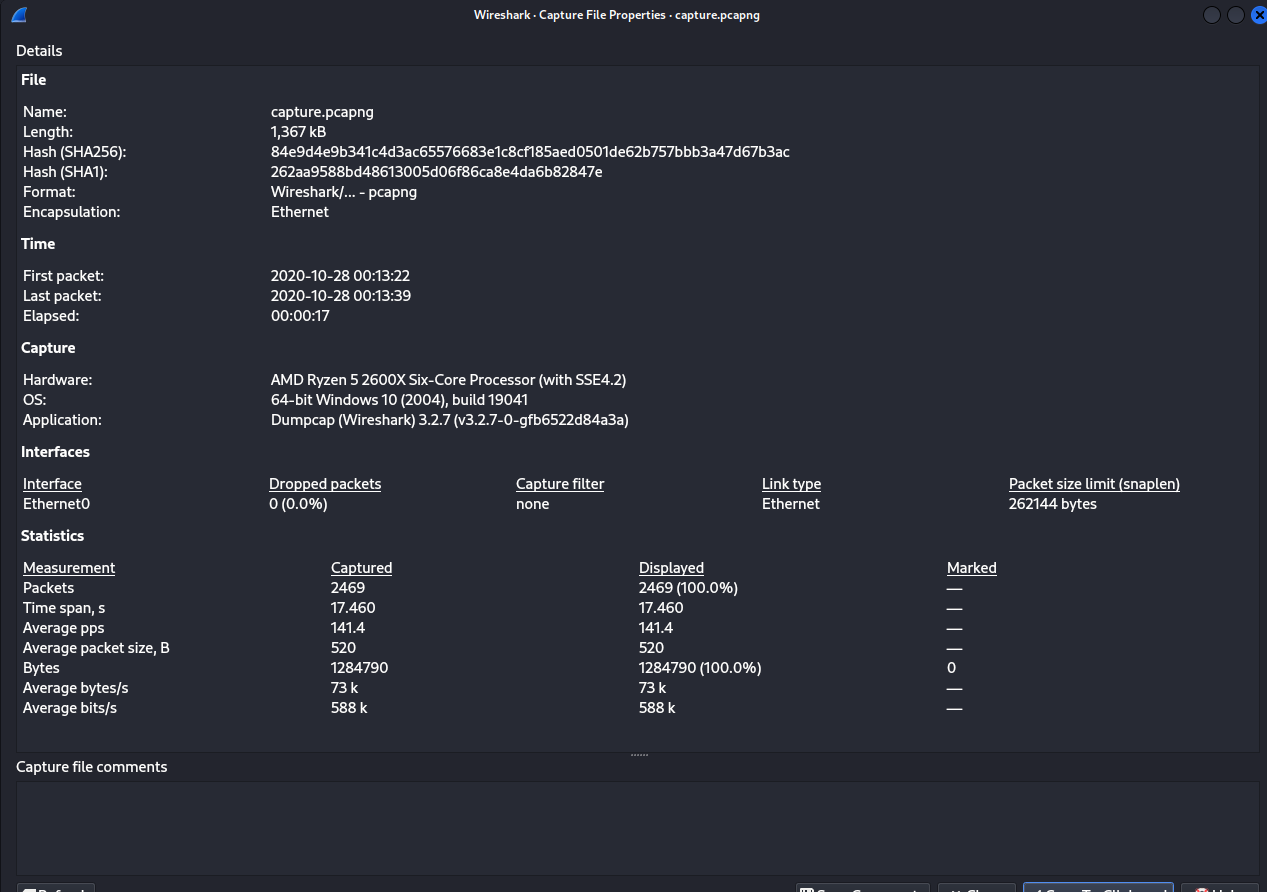 Wireshark · Capture File Properties · capture.pcapng
Details
File
Name: capture.pcapng
Length: 1,367 kB
Hash (SHA256): 84e9d4e9b341c4d3ac65576683e1c8cf185aed0501de62b757bbb3a47d67b3ac
Hash (SHA1): 262aa9588bd48613005d06f86ca8e4da6b82847e
Format: Wireshark/... - pcapng
Encapsulation: Ethernet
Time
First packet: 2020-10-28 00:13:22
Last packet: 2020-10-28 00:13:39
Elapsed: 00:00:17
Capture
Hardware: AMD Ryzen 5 2600X Six-Core Processor (with SSE4.2)
OS: 64-bit Windows 10 (2004), build 19041
Application: Dumpcap (Wireshark) 3.2.7 (v3.2.7-0-gfb6522d84a3a)
Interfaces
Interface Dropped packets Capture filter Link type Packet size limit (snaplen)
Ethernet0 0 (0.0%) none Ethernet 262144 bytes
Statistics
Measurement Captured Displayed Marked
Packets 2469 2469 (100.0%) —
Time span, s 17.460 17.460 —
Average pps 141.4 141.4 —
Average packet size, B 520 520 —
Bytes 1284790 1284790 (100.0%) 0
Average bytes/s 73 k 73 k —
Average bits/s 588 k 588 k —
Capture file comments